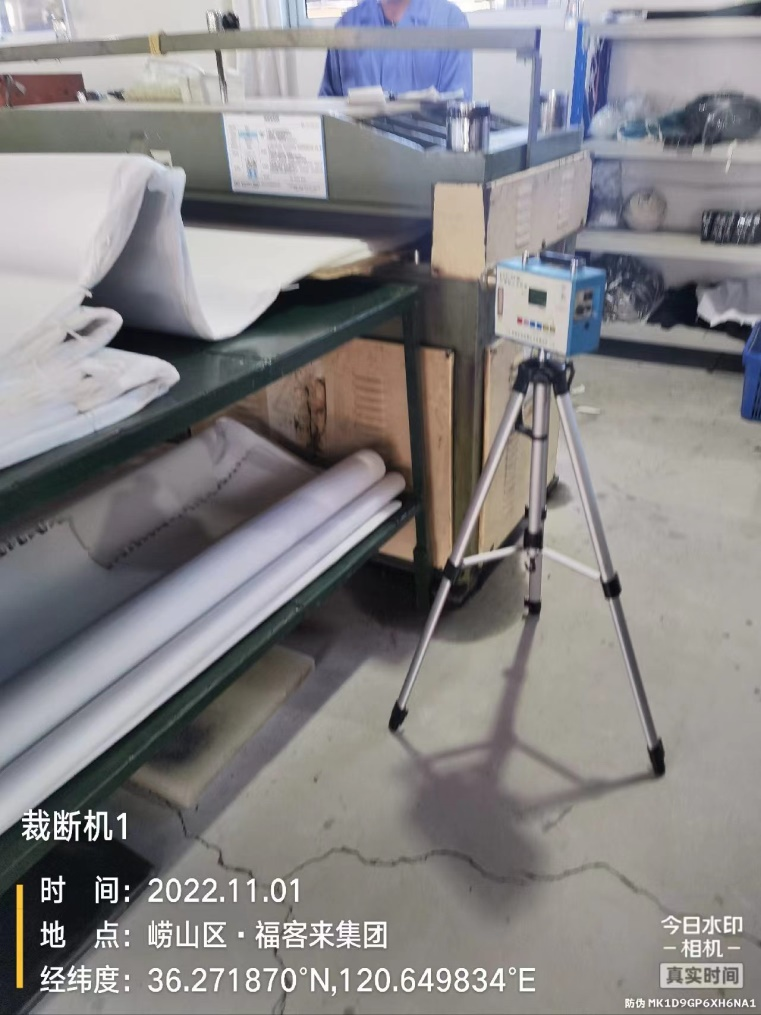 裁断机1
时 间：2022.11.01
地 点：崂山区·福客来集团
经纬度：36.271870°N,120.649834°E
今日水印
-相机-
真实时间
防伪 MK1D9GP6XH6NA1